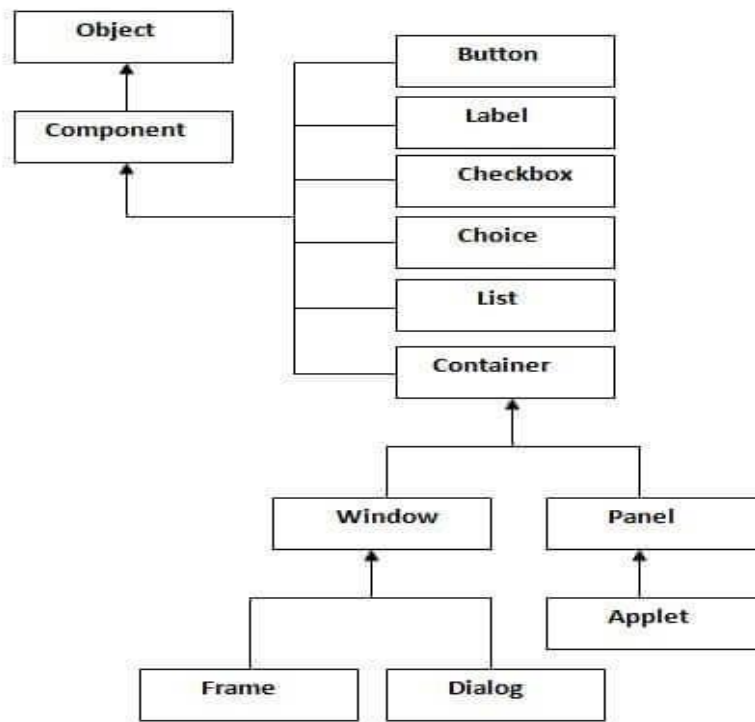 Object
Component
Button
Label
Checkbox
Choice
List
Container
Window
Panel
Applet
Frame
Dialog